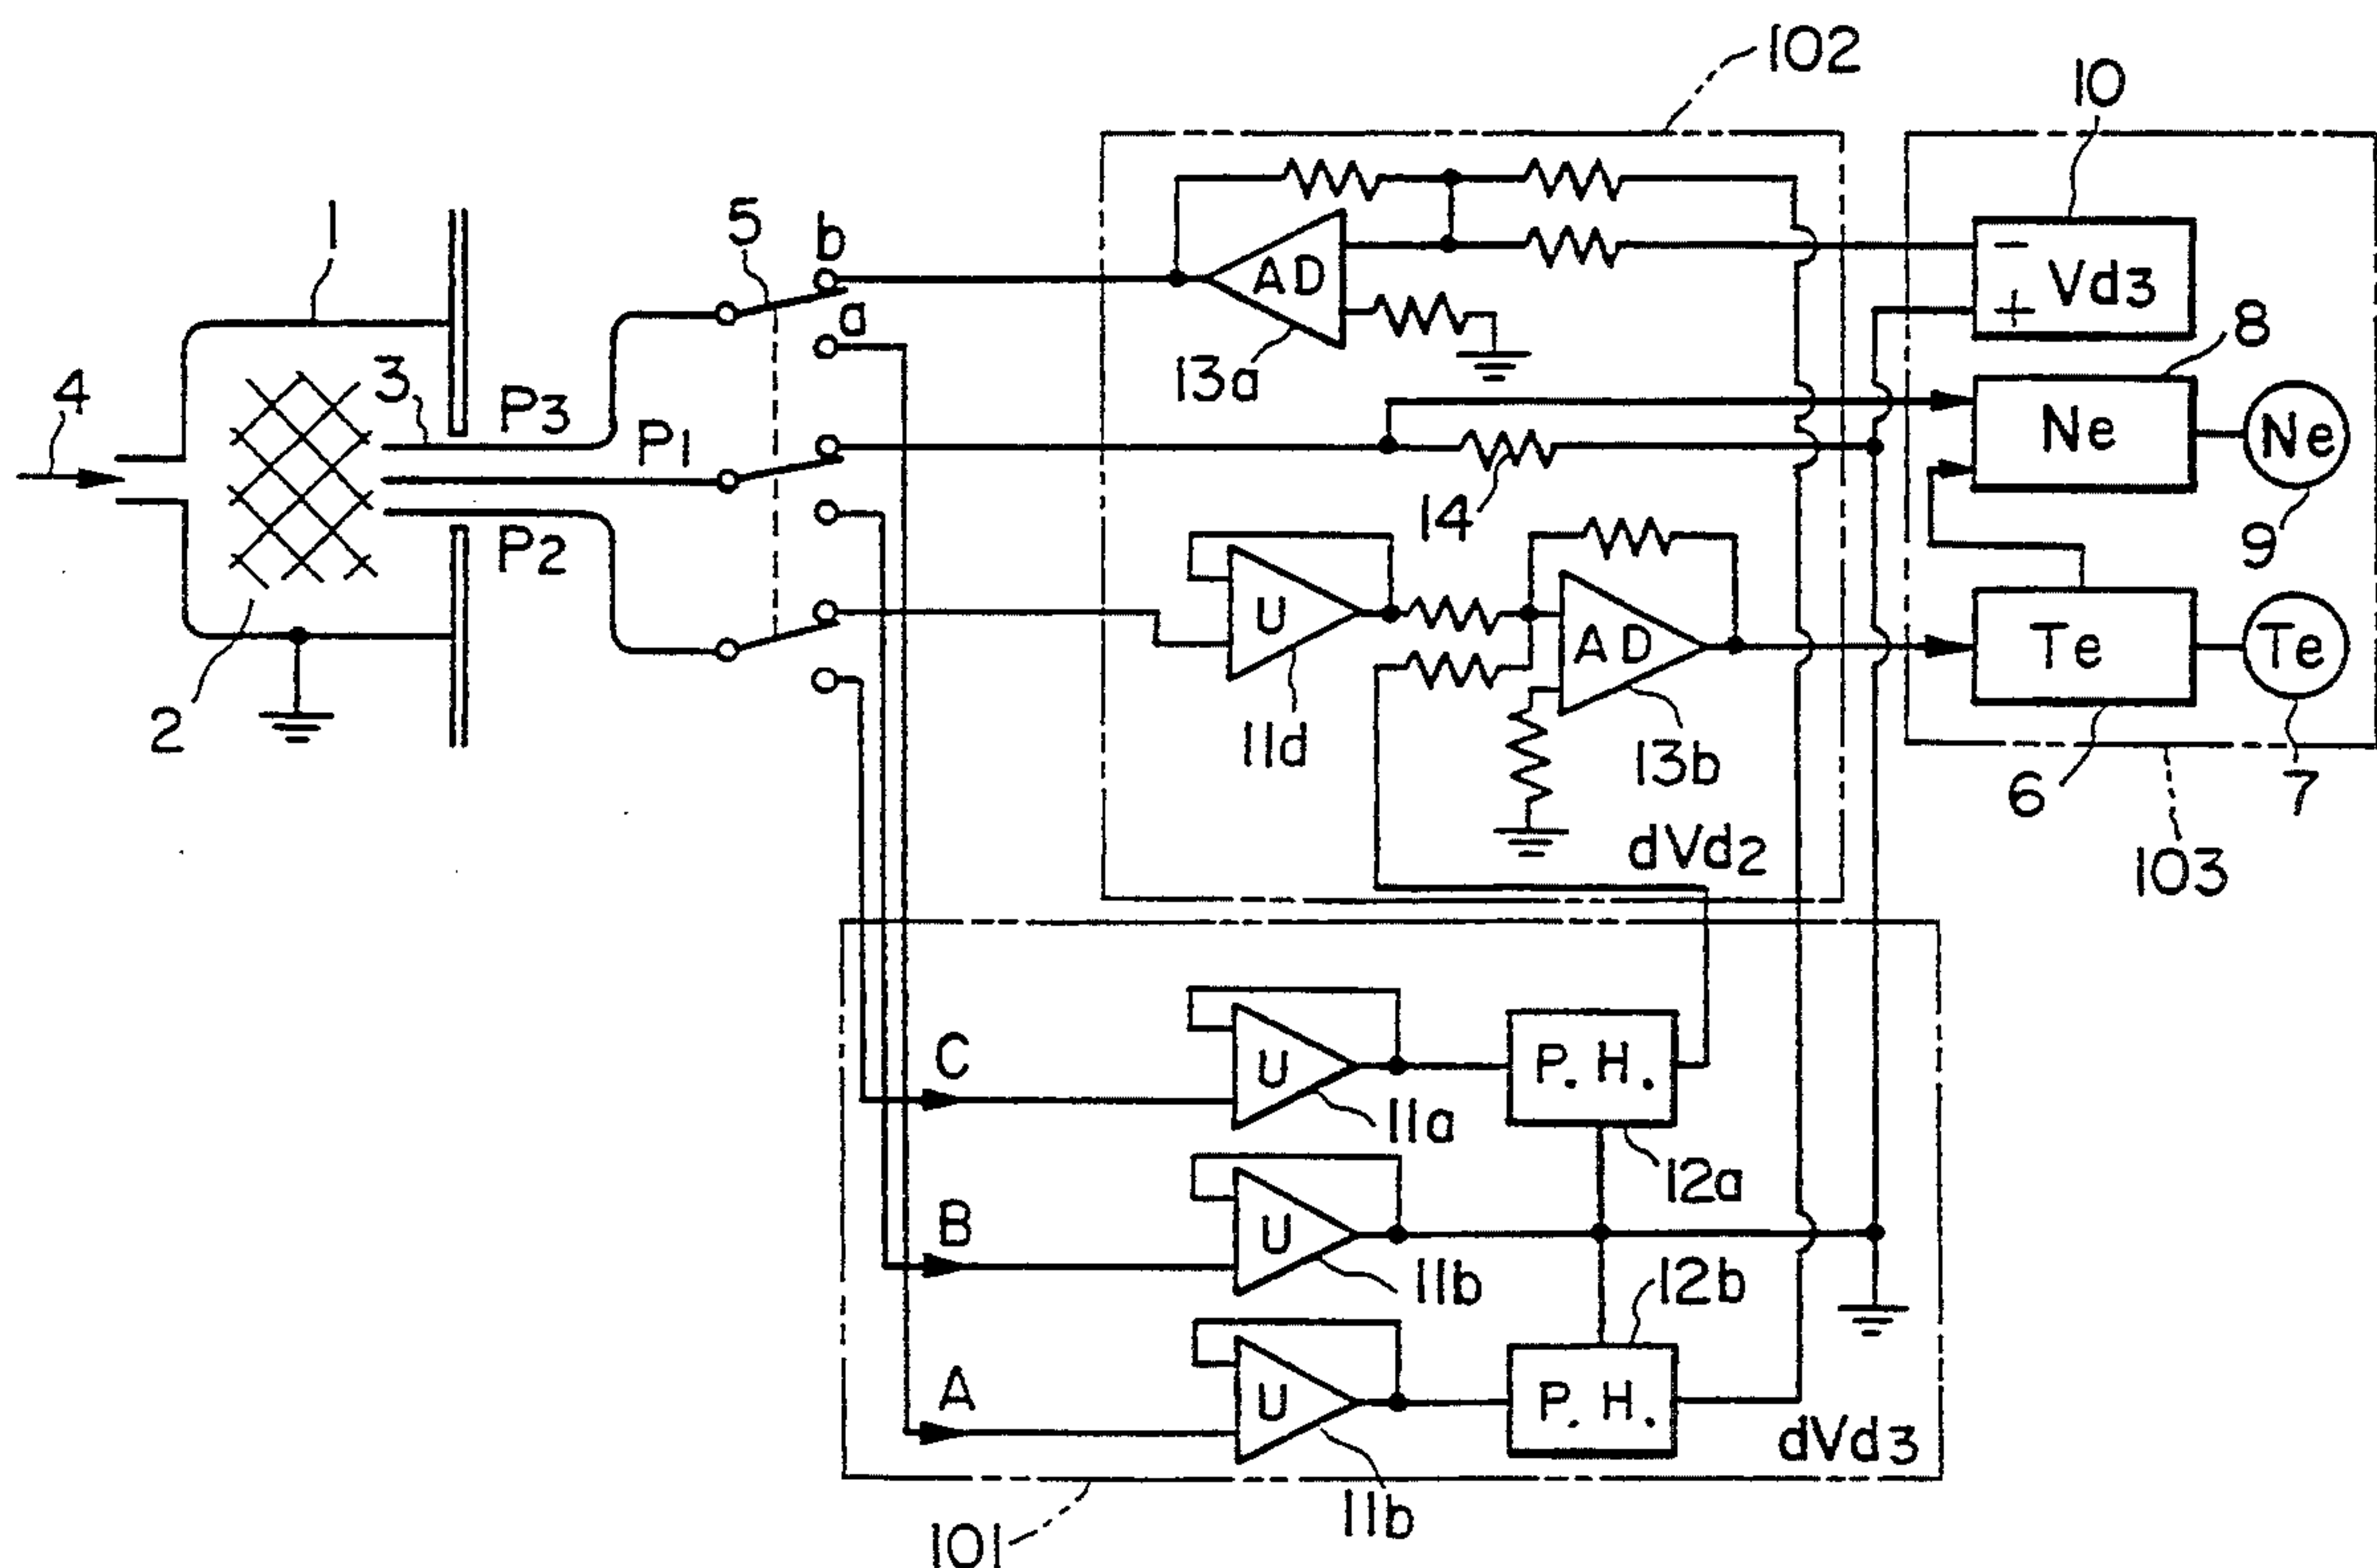 102
10
1
5
b
AD
−
Vd3
+
8
a
4
3
P3
P1
13a
Ne
Ne
14
9
P2
U
AD
Te
Te
2
11d
13b
6
7
dVd2
103
C
U
P. H.
11a
12a
B
U
11b
12b
A
U
P. H.
dVd3
11b
101